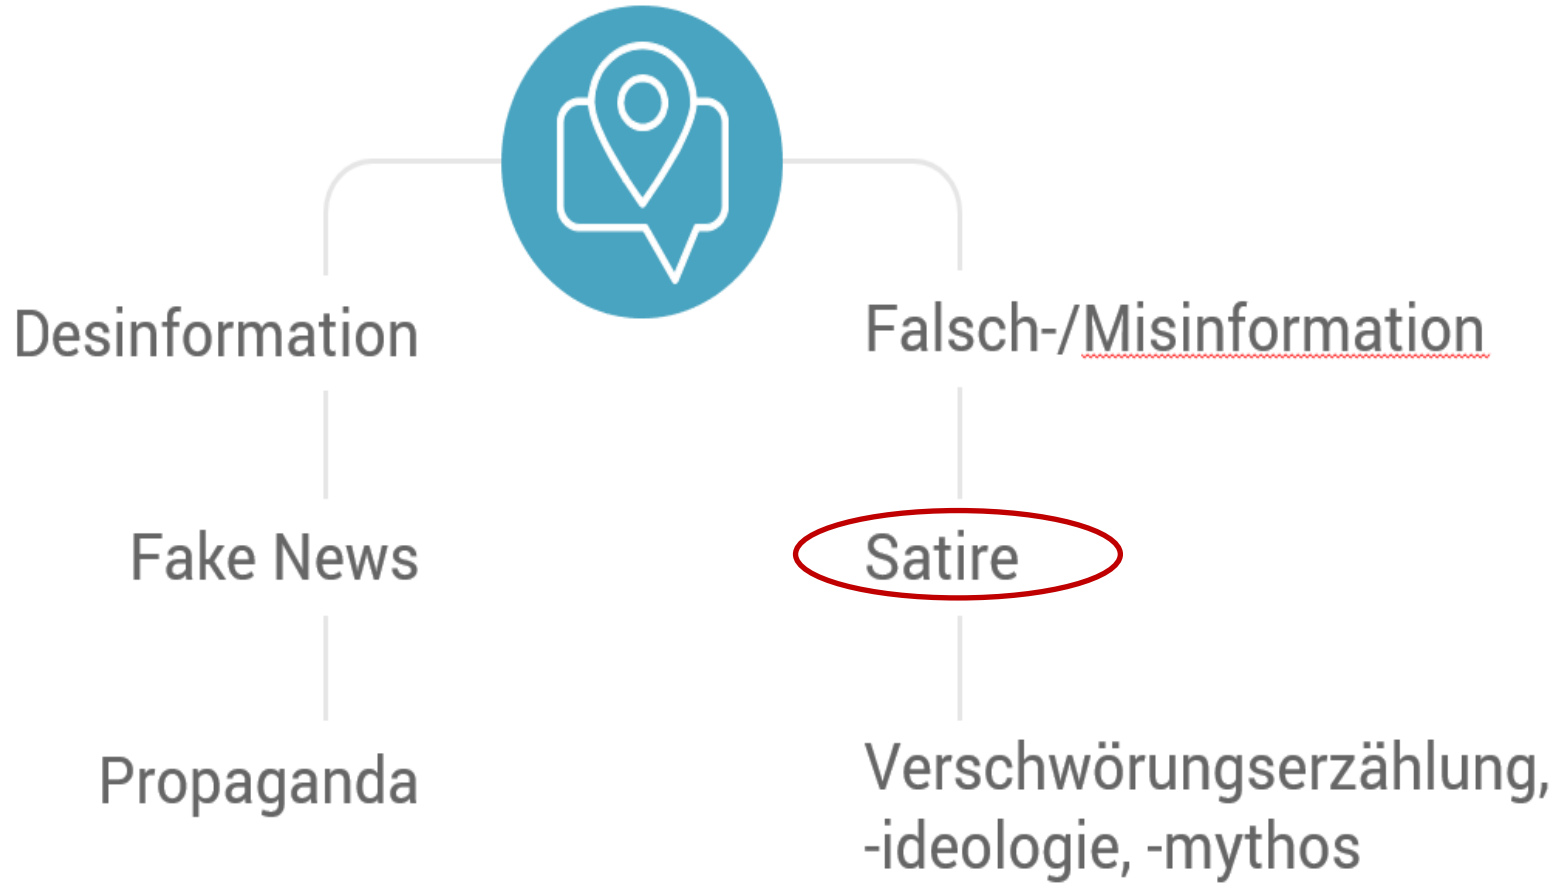 Desinformation
Falsch-/Misinformation
Fake News
Satire
Propaganda
Verschwörungserzählung,
-ideologie, -mythos